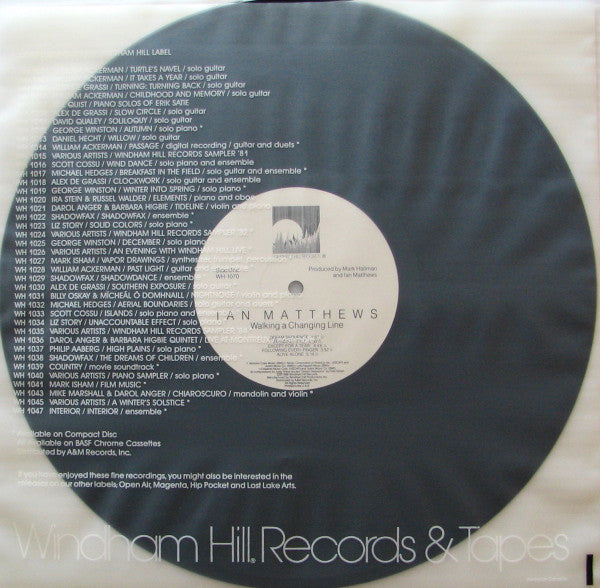 HAM HILL LABEL
ACKERMAN / TURTLE'S NAVEL / solo guitar
ACKERMAN / IT TAKES A YEAR / solo guitar
DE GRASSI / TURNING: TURNING BACK / solo guitar
ACKERMAN / CHILDHOOD AND MEMORY / solo guitar
QUIST / PIANO SOLOS OF ERIK SATIE
ALEX DE GRASSI / SLOW CIRCLE / solo guitar
DAVID QUALEY / SOLILOQUY / solo guitar
GEORGE WINSTON / AUTUMN / solo piano *
DANIEL HECHT / WILLOW / solo guitar
1014 WILLIAM ACKERMAN / PASSAGE / digital recording / guitar and duets *
1015 VARIOUS ARTISTS / WINDHAM HILL RECORDS SAMPLER '81
1016 SCOTT COSSU / WIND DANCE / solo piano and ensemble
1017 MICHAEL HEDGES / BREAKFAST IN THE FIELD / solo guitar *
WH 1018 ALEX DE GRASSI / CLOCKWORK / solo guitar and ensemble
WH 1019 GEORGE WINSTON / WINTER INTO SPRING / solo piano *
WH 1020 IRA STEIN & RUSSEL WALDER / ELEMENTS / piano and oboe
WH 1021 DAROL ANGER & BARBARA HIGBIE / TIDELINE / violin and piano
WH 1022 SHADOWFAX / SHADOWFAX / ensemble *
WH 1023 LIZ STORY / SOLID COLORS / solo piano *
WH 1024 VARIOUS ARTISTS / WINDHAM HILL RECORDS SAMPLER '82 *
WH 1025 GEORGE WINSTON / DECEMBER / solo piano
WH 1026 VARIOUS ARTISTS / AN EVENING WITH WINDHAM HILL LIVE *
WH 1027 MARK ISHAM / VAPOR DRAWINGS / synthesizer, trumpet, percussion
WH 1028 WILLIAM ACKERMAN / PAST LIGHT / guitar and ensemble *
WH 1029 SHADOWFAX / SHADOWDANCE / ensemble *
WH 1030 ALEX DE GRASSI / SOUTHERN EXPOSURE / solo guitar
WH 1031 BILLY OSKAY & MÍCHEÁL Ó DOMHNAILL / NIGHTNOISE / violin and
WH 1032 MICHAEL HEDGES / AERIAL BOUNDARIES / solo guitar and duets *
WH 1033 SCOTT COSSU / ISLANDS / solo piano and ensemble
WH 1034 LIZ STORY / UNACCOUNTABLE EFFECT / solo
WH 1035 VARIOUS ARTISTS / WINDHAM HILL RECORDS SAMPLER '84 *
WH 1036 DAROL ANGER & BARBARA HIGBIE QUINTET / LIVE AT MONTREUX
WH 1037 PHILIP AABERG / HIGH PLAINS / solo piano *
WH 1038 SHADOWFAX / THE DREAMS OF CHILDREN / ensemble *
WH 1039 COUNTRY / movie soundtrack *
WH 1040 VARIOUS ARTISTS / PIANO SAMPLER / solo piano *
WH 1041 MARK ISHAM / FILM MUSIC *
WH 1043 MIKE MARSHALL & DAROL ANGER / CHIAROSCURO / mandolin and violin *
WH 1045 VARIOUS ARTISTS / A WINTER'S SOLSTICE *
WH 1047 INTERIOR / INTERIOR / ensemble *
* Available on Compact Disc
All Available on BASF Chrome Cassettes
Distributed by A&M Records, Inc.
If you have enjoyed these fine recordings, you might also be interested in the
releases on our other labels; Open Air, Magenta, Hip Pocket and Lost Lake Arts.
WH-1070
Produced by Mark Hallman
and Ian Matthews
IAN MATTHEWS
Walking a Changing Line
EXCEPT FOR A TEAR
FOLLOWING EVERY FINGER
ALIVE ALONE
Windham Hill® Records & Tapes